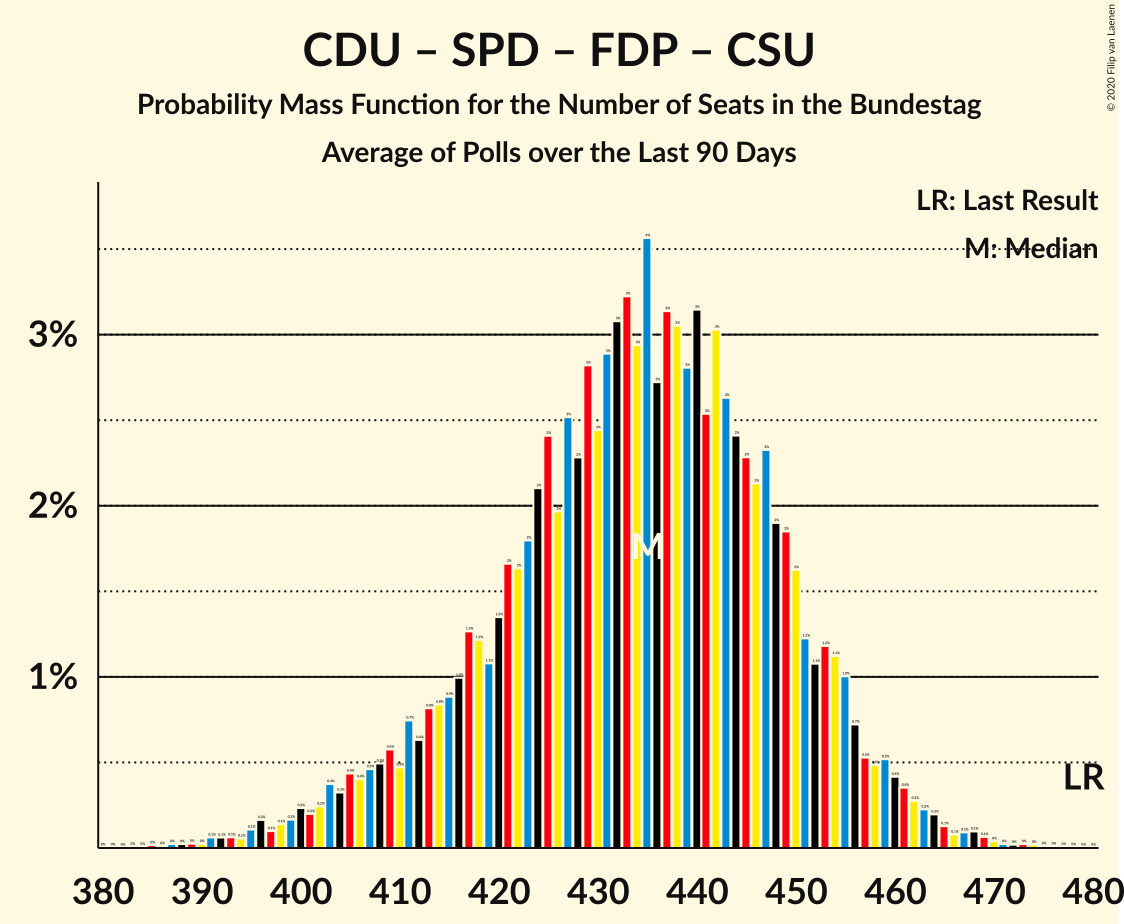 CDU – SPD – FDP – CSU
Probability Mass Function for the Number of Seats in the Bundestag
Average of Polls over the Last 90 Days
© 2020 Filip van Laenen
LR: Last Result
M: Median
3%
2%
1%
M
LR
380 390 400 410 420 430 440 450 460 470 480